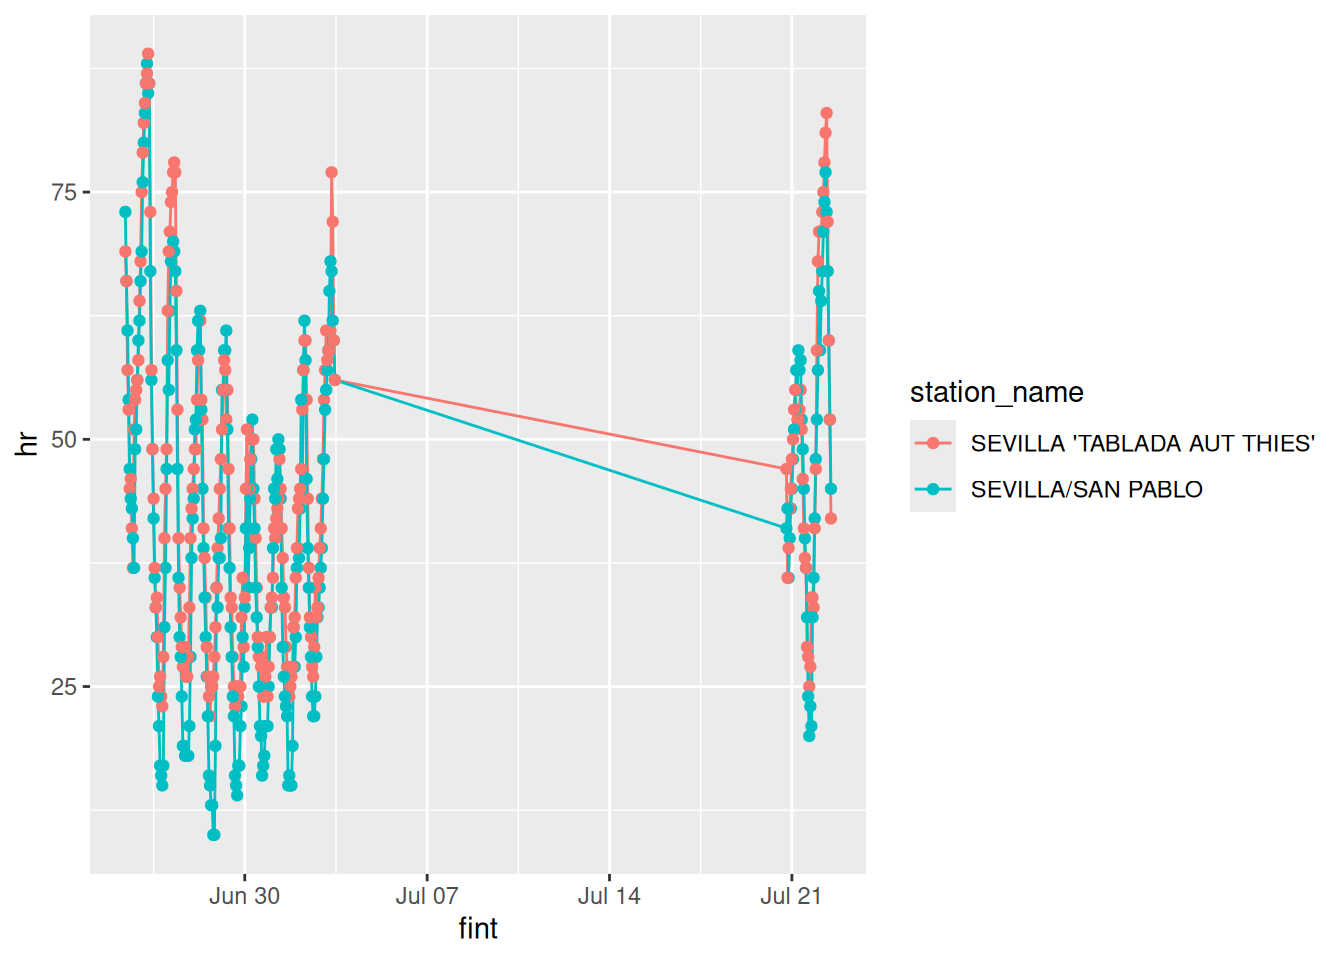 75
50
25
hr
Jun 30
Jul 07
Jul 14
Jul 21
fint
station_name
SEVILLA 'TABLADA AUT THIES'
SEVILLA/SAN PABLO